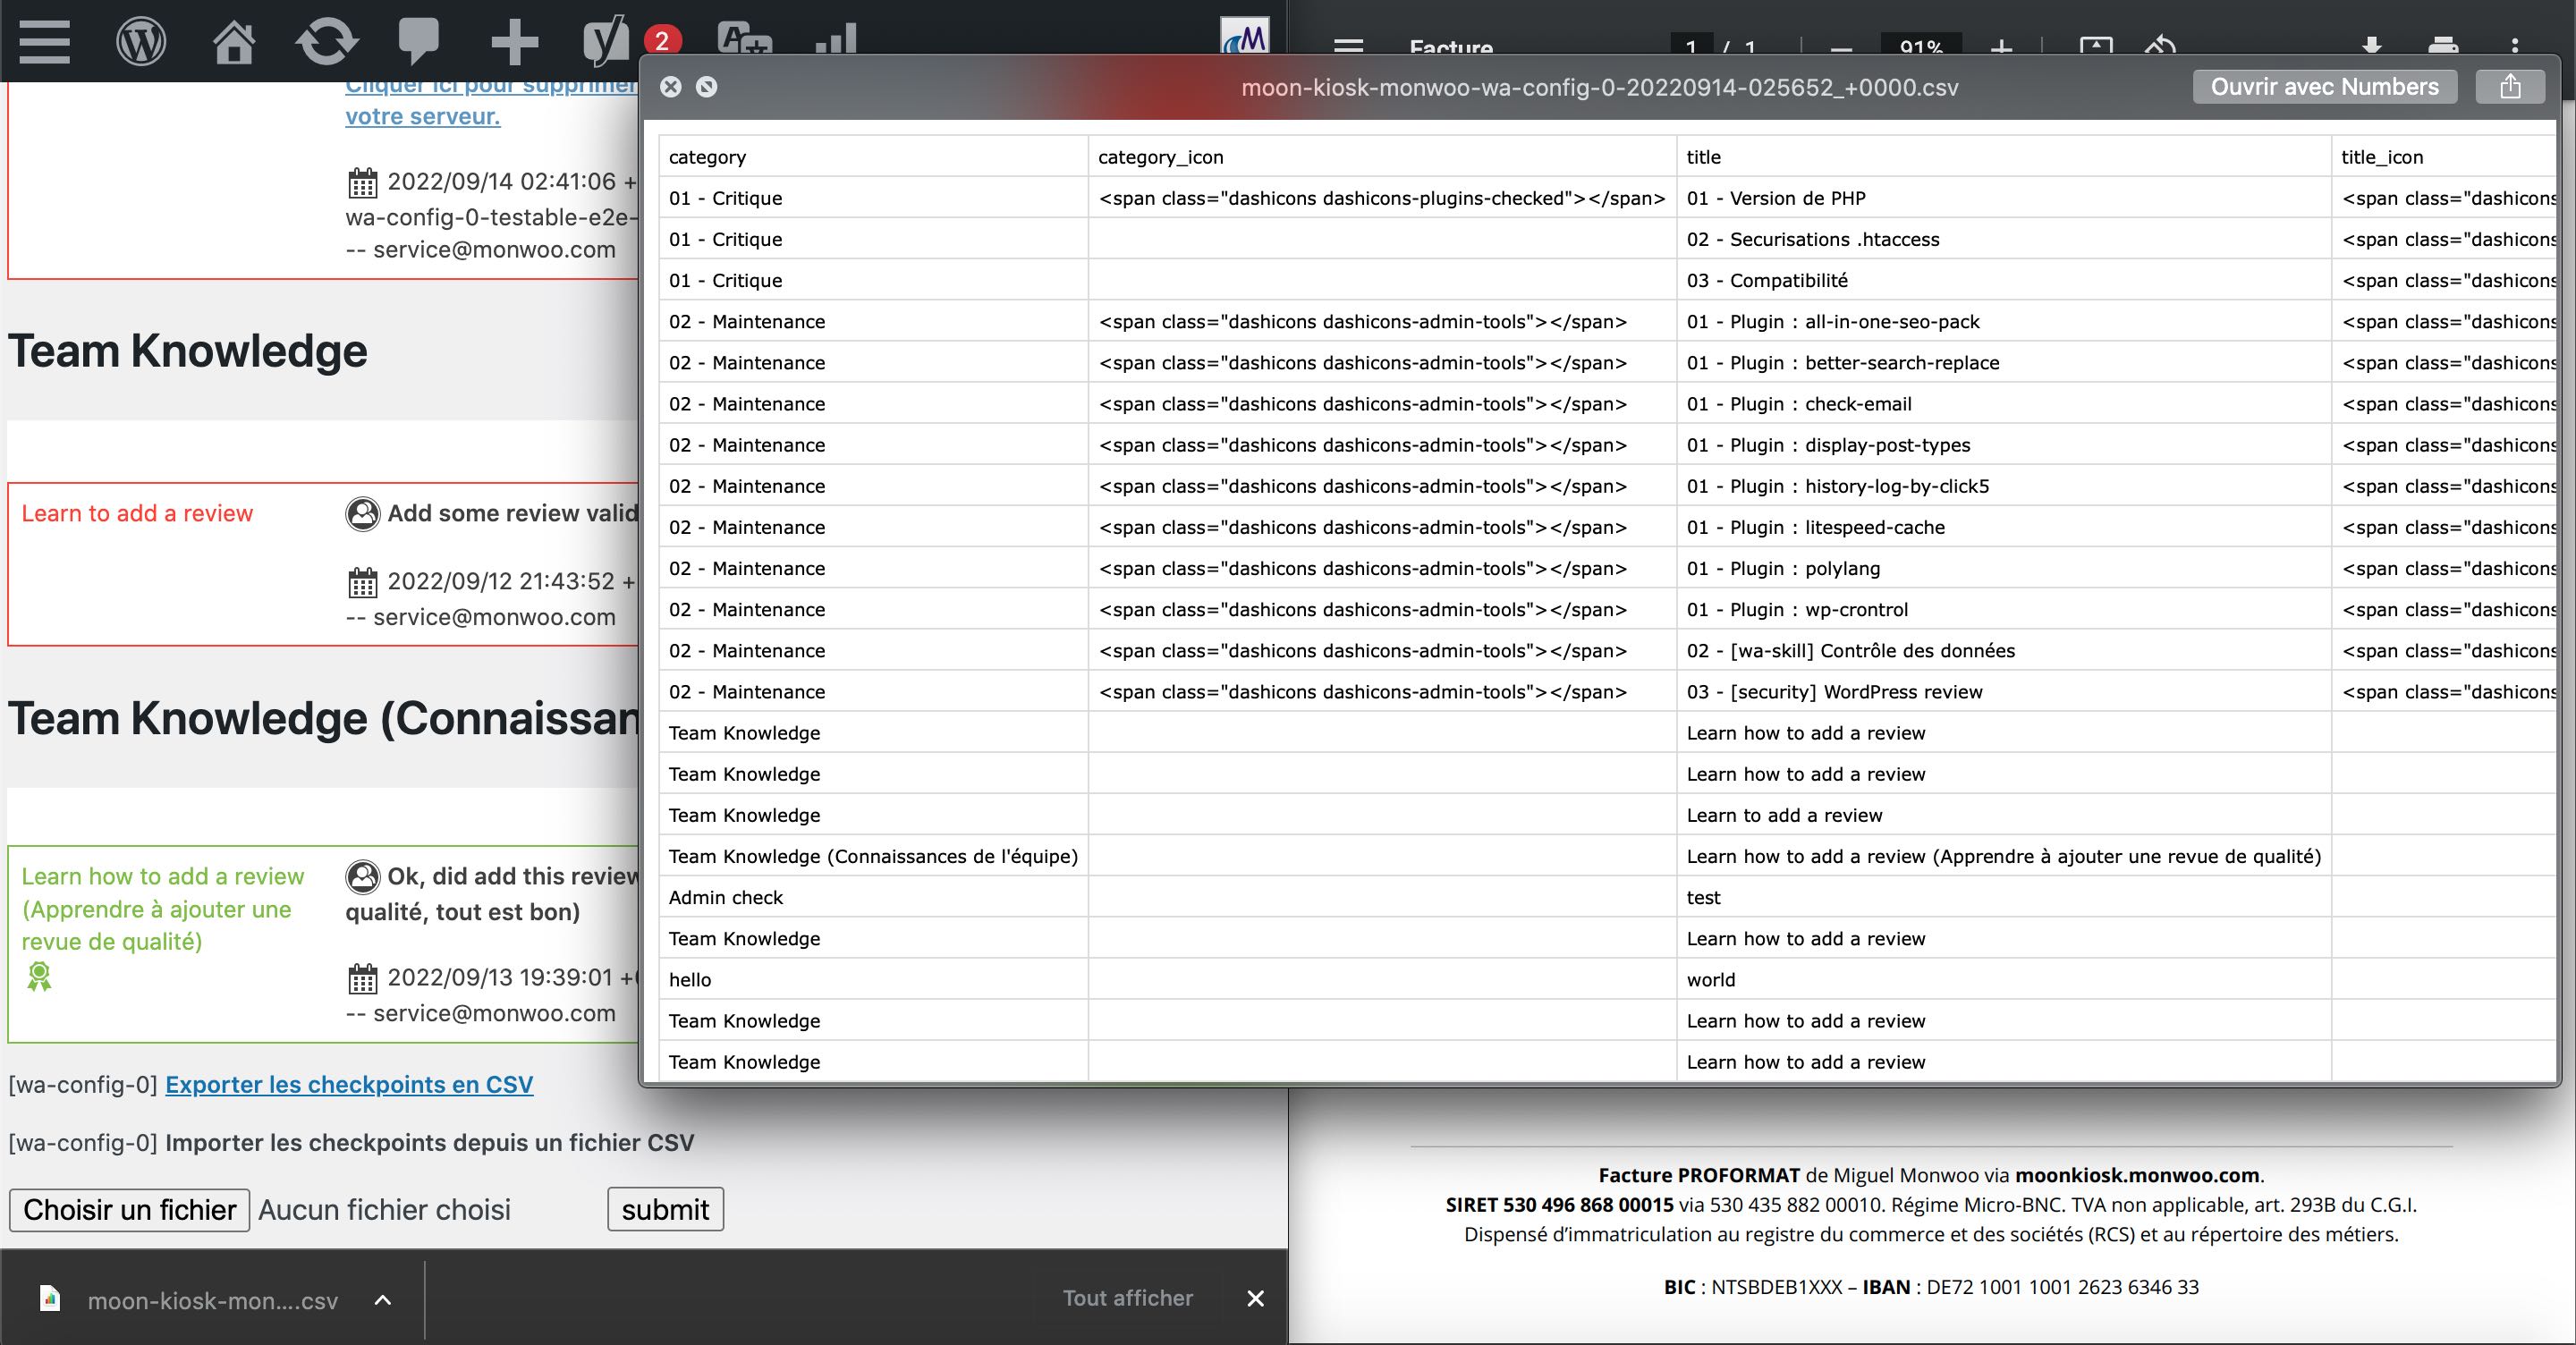 2
M
Facture
1 / 1
91%
Cliquer ici pour supprimer
votre serveur.
2022/09/14 02:41:06 +
wa-config-0-testable-e2e-
-- service@monwoo.com
Team Knowledge
Learn to add a review
Add some review valid
2022/09/12 21:43:52 +
-- service@monwoo.com
Team Knowledge (Connaissan
Learn how to add a review
(Apprendre à ajouter une
revue de qualité)
Ok, did add this review
qualité, tout est bon)
2022/09/13 19:39:01 +
-- service@monwoo.com
[wa-config-0] Exporter les checkpoints en CSV
[wa-config-0] Importer les checkpoints depuis un fichier CSV
Choisir un fichier Aucun fichier choisi submit
moon-kiosk-mon....csv
Tout afficher
moon-kiosk-monwoo-wa-config-0-20220914-025652_+0000.csv
Ouvrir avec Numbers
category category_icon title title_icon
01 - Critique <span class="dashicons dashicons-plugins-checked"></span> 01 - Version de PHP <span class="dashicons
01 - Critique 02 - Securisations .htaccess <span class="dashicons
01 - Critique 03 - Compatibilité <span class="dashicons
02 - Maintenance <span class="dashicons dashicons-admin-tools"></span> 01 - Plugin : all-in-one-seo-pack <span class="dashicons
02 - Maintenance <span class="dashicons dashicons-admin-tools"></span> 01 - Plugin : better-search-replace <span class="dashicons
02 - Maintenance <span class="dashicons dashicons-admin-tools"></span> 01 - Plugin : check-email <span class="dashicons
02 - Maintenance <span class="dashicons dashicons-admin-tools"></span> 01 - Plugin : display-post-types <span class="dashicons
02 - Maintenance <span class="dashicons dashicons-admin-tools"></span> 01 - Plugin : history-log-by-click5 <span class="dashicons
02 - Maintenance <span class="dashicons dashicons-admin-tools"></span> 01 - Plugin : litespeed-cache <span class="dashicons
02 - Maintenance <span class="dashicons dashicons-admin-tools"></span> 01 - Plugin : polylang <span class="dashicons
02 - Maintenance <span class="dashicons dashicons-admin-tools"></span> 01 - Plugin : wp-crontrol <span class="dashicons
02 - Maintenance <span class="dashicons dashicons-admin-tools"></span> 02 - [wa-skill] Contrôle des données <span class="dashicons
02 - Maintenance <span class="dashicons dashicons-admin-tools"></span> 03 - [security] WordPress review <span class="dashicons
Team Knowledge Learn how to add a review
Team Knowledge Learn how to add a review
Team Knowledge Learn to add a review
Team Knowledge (Connaissances de l'équipe) Learn how to add a review (Apprendre à ajouter une revue de qualité)
Admin check test
Team Knowledge Learn how to add a review
hello world
Team Knowledge Learn how to add a review
Team Knowledge Learn how to add a review
Facture PROFORMAT de Miguel Monwoo via moonkiosk.monwoo.com.
SIRET 530 496 868 00015 via 530 435 882 00010. Régime Micro-BNC. TVA non applicable, art. 293B du C.G.I.
Dispensé d’immatriculation au registre du commerce et des sociétés (RCS) et au répertoire des métiers.
BIC : NTSBDEB1XXX – IBAN : DE72 1001 1001 2623 6346 33